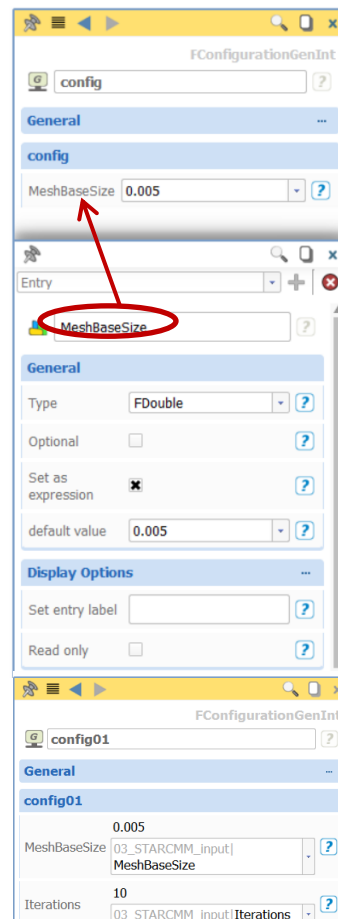 FConfigurationGenInt
G config ?
General ...
config
MeshBaseSize 0.005 ?
Entry
MeshBaseSize ?
General
Type FDouble ?
Optional ?
Set as
expression ?
default value 0.005 ?
Display Options ...
Set entry label ?
Read only ?
FConfigurationGenInt
G config01 ?
General ...
config01
0.005
MeshBaseSize 03_STARCMM_input| ?
MeshBaseSize
10
Iterations 03_STARCMM_input|Iterations ?